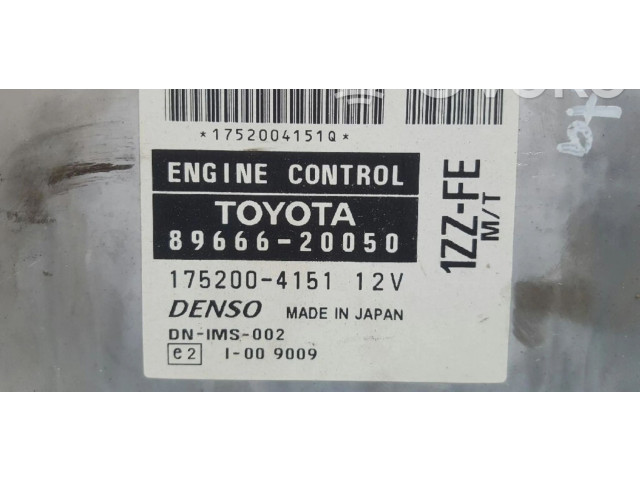 *1752004151Q*
ENGINE CONTROL
TOYOTA
89666-20050
175200-4151 12V
DENSO MADE IN JAPAN
DN-IMS-002
e2 I-00 9009
1ZZ-FE
M/T